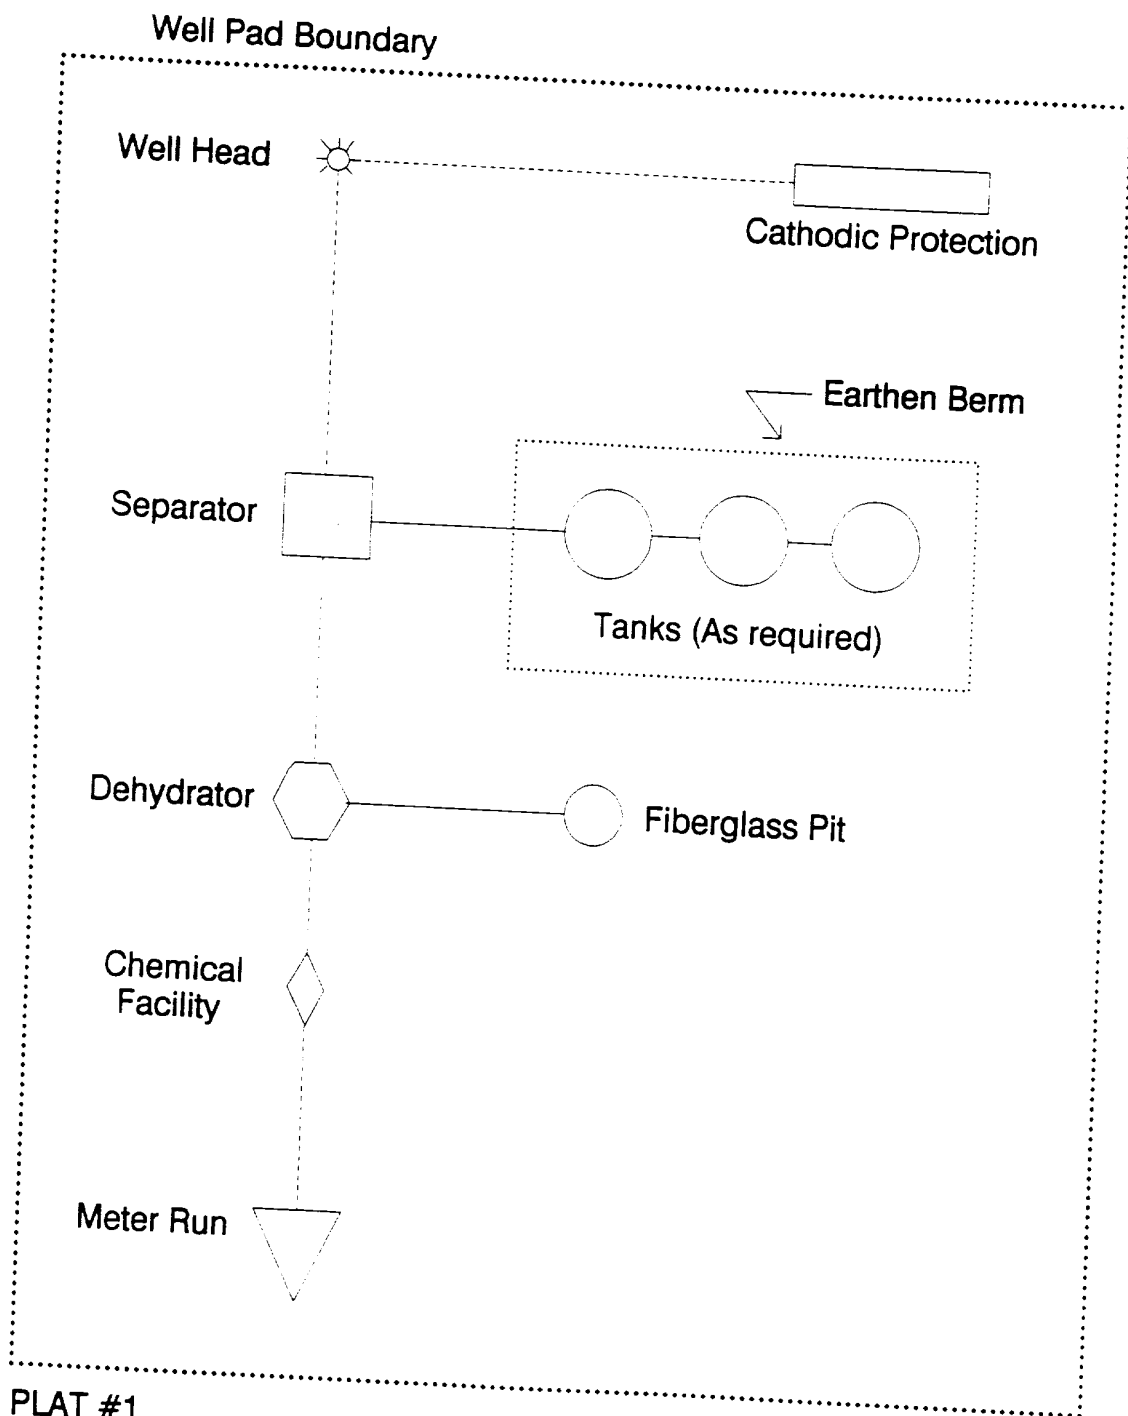 Well Pad Boundary
Well Head
Cathodic Protection
Earthen Berm
Separator
Tanks (As required)
Dehydrator
Fiberglass Pit
Chemical
Facility
Meter Run
PLAT #1